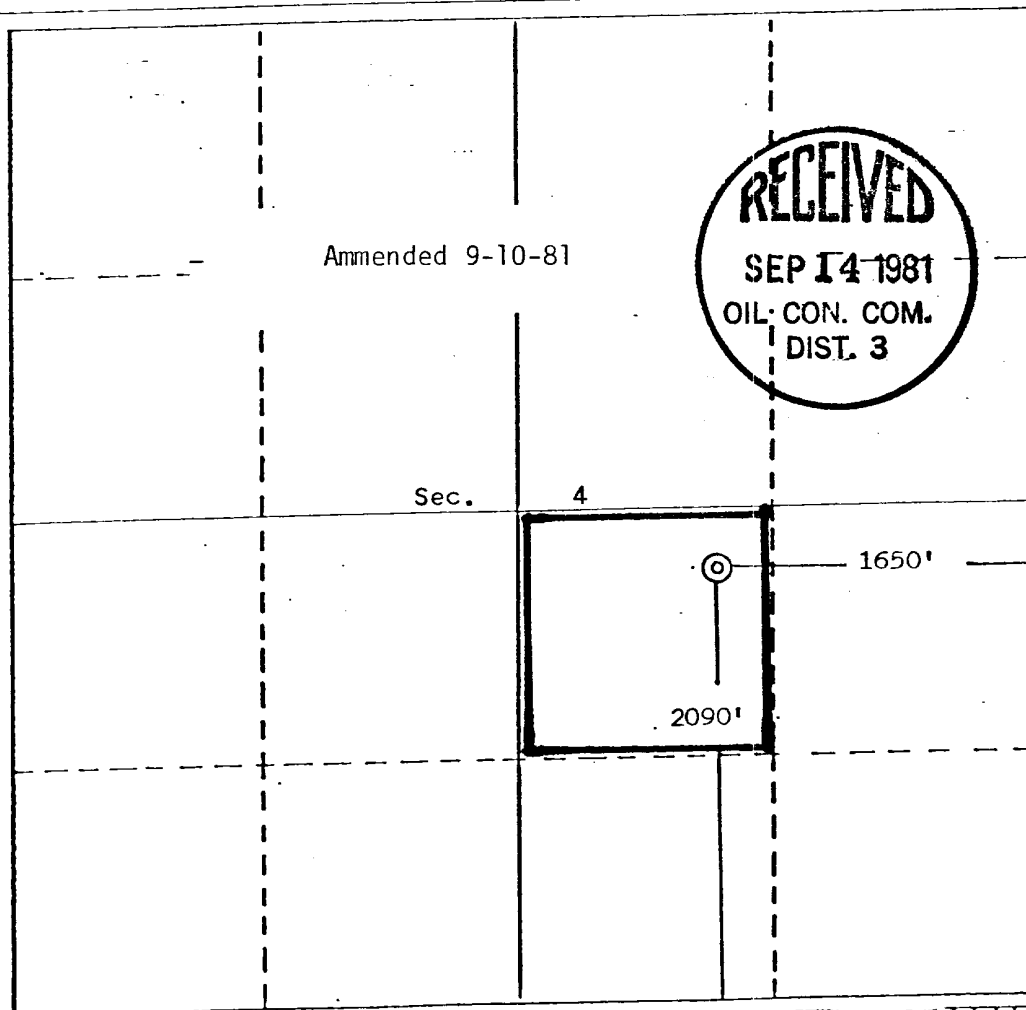 RECEIVED
Ammended 9-10-81
SEP 14 1981
OIL CON. COM.
DIST. 3
Sec. 4
1650'
2090'